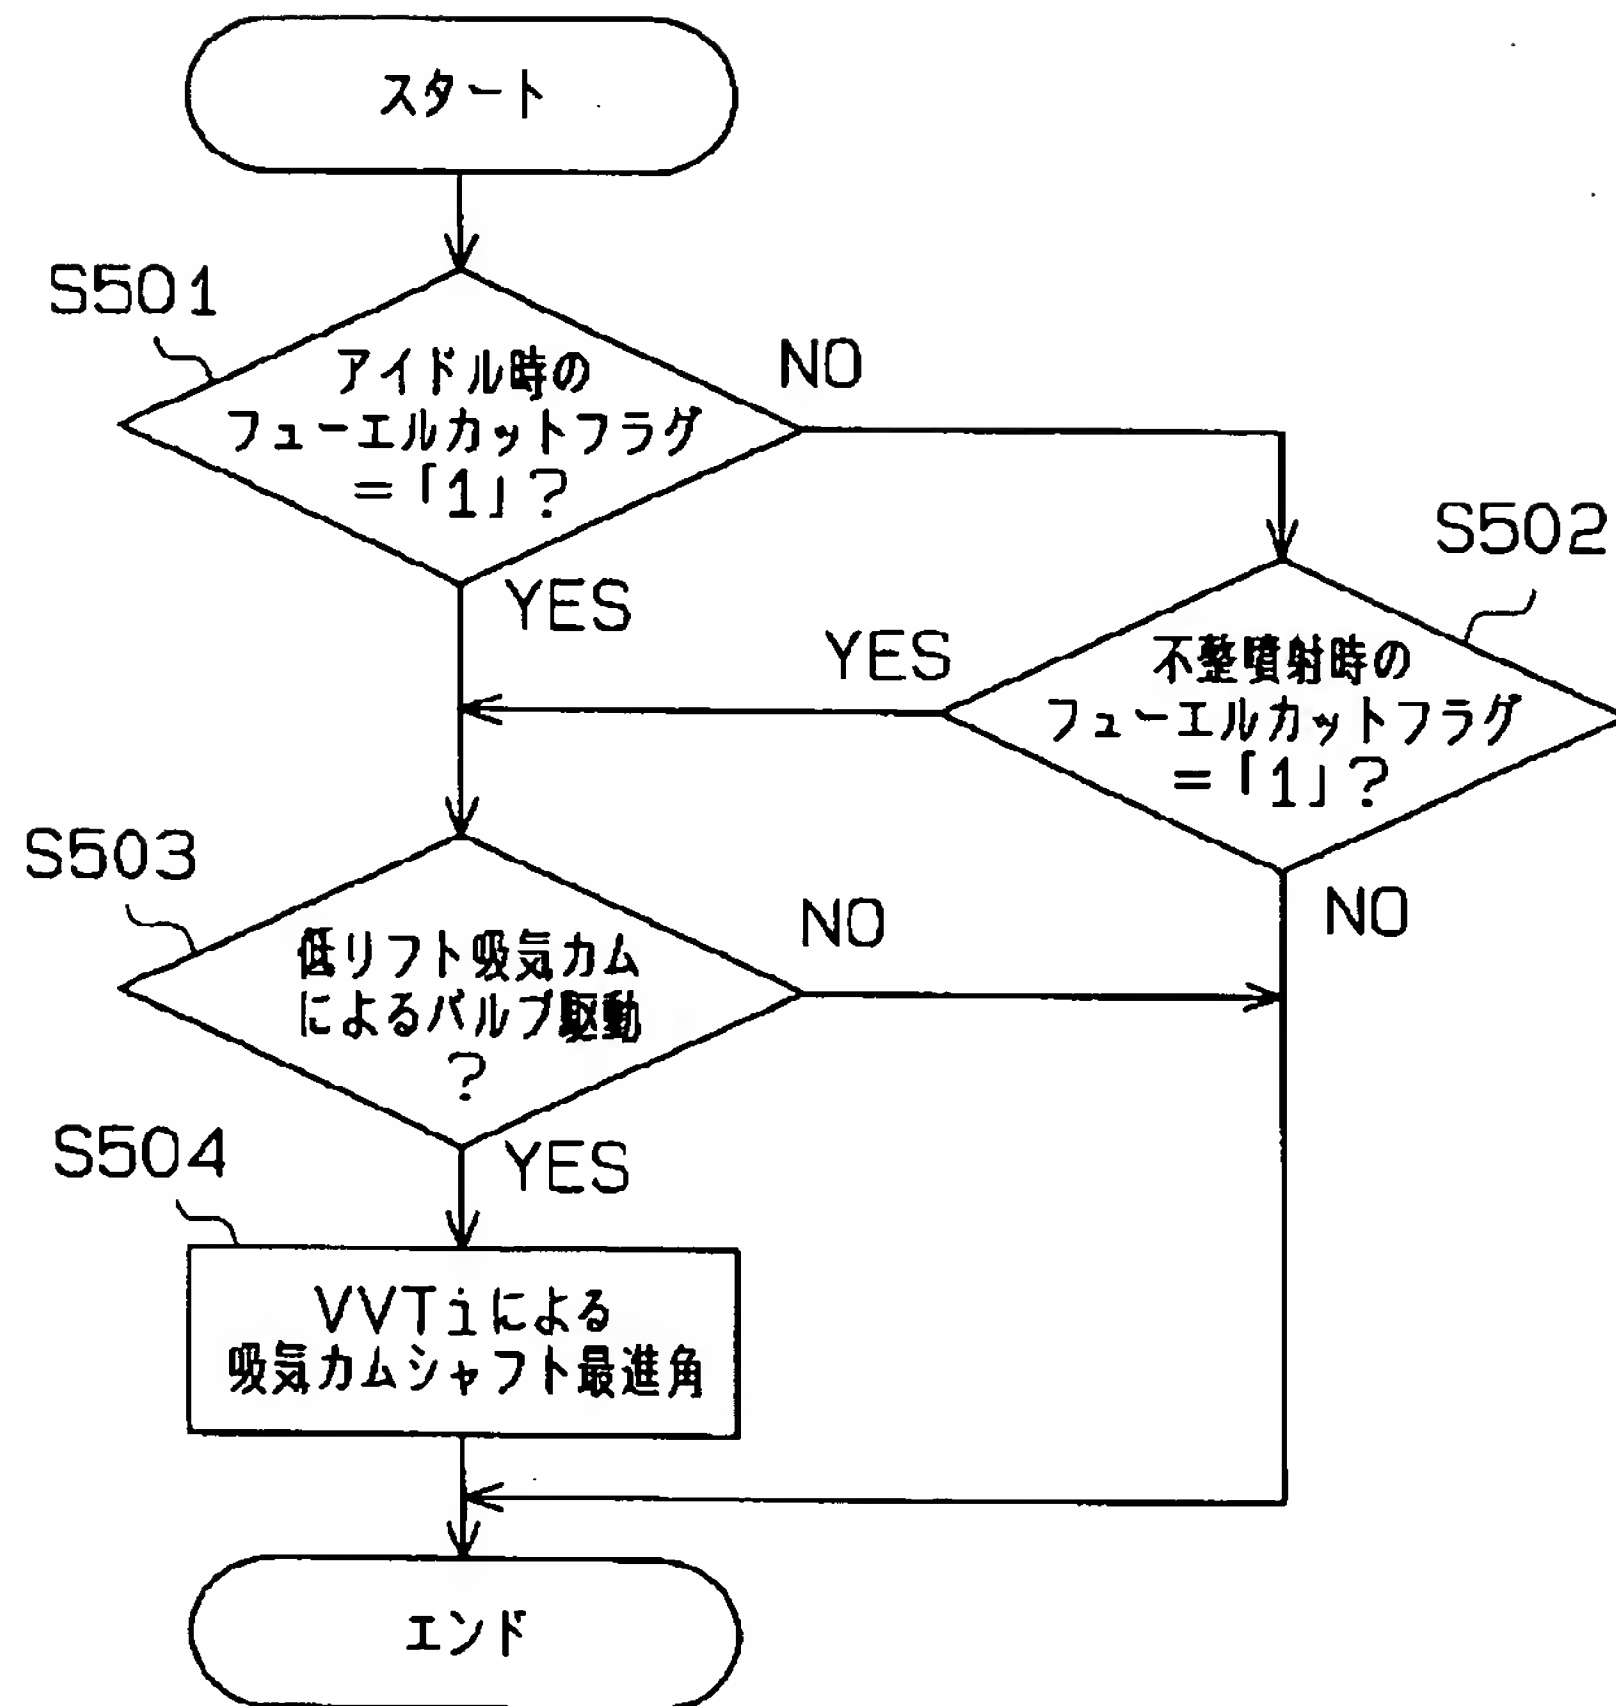 スタート
S501
アイドル時の
フューエルカットフラグ
=「1」?
NO
YES
S502
不整噴射時の
フューエルカットフラグ
=「1」?
YES
NO
S503
低リフト吸気カム
によるバルブ駆動
?
NO
YES
S504
VVTiによる
吸気カムシャフト最進角
エンド